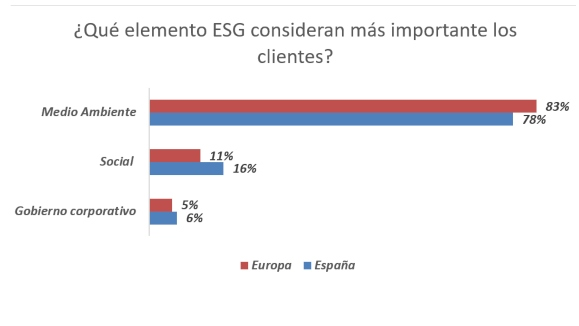 ¿Qué elemento ESG consideran más importante los
clientes?
Medio Ambiente
83%
78%
Social
11%
16%
Gobierno corporativo
5%
6%
Europa España